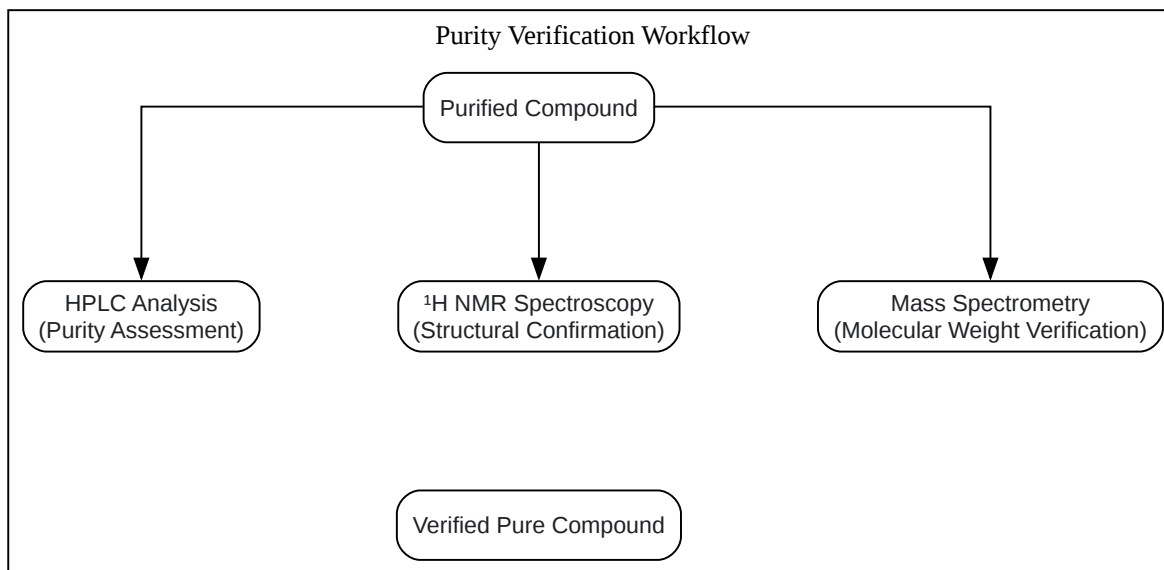 Purity Verification Workflow
Purified Compound
HPLC Analysis
(Purity Assessment)
¹H NMR Spectroscopy
(Structural Confirmation)
Mass Spectrometry
(Molecular Weight Verification)
Verified Pure Compound